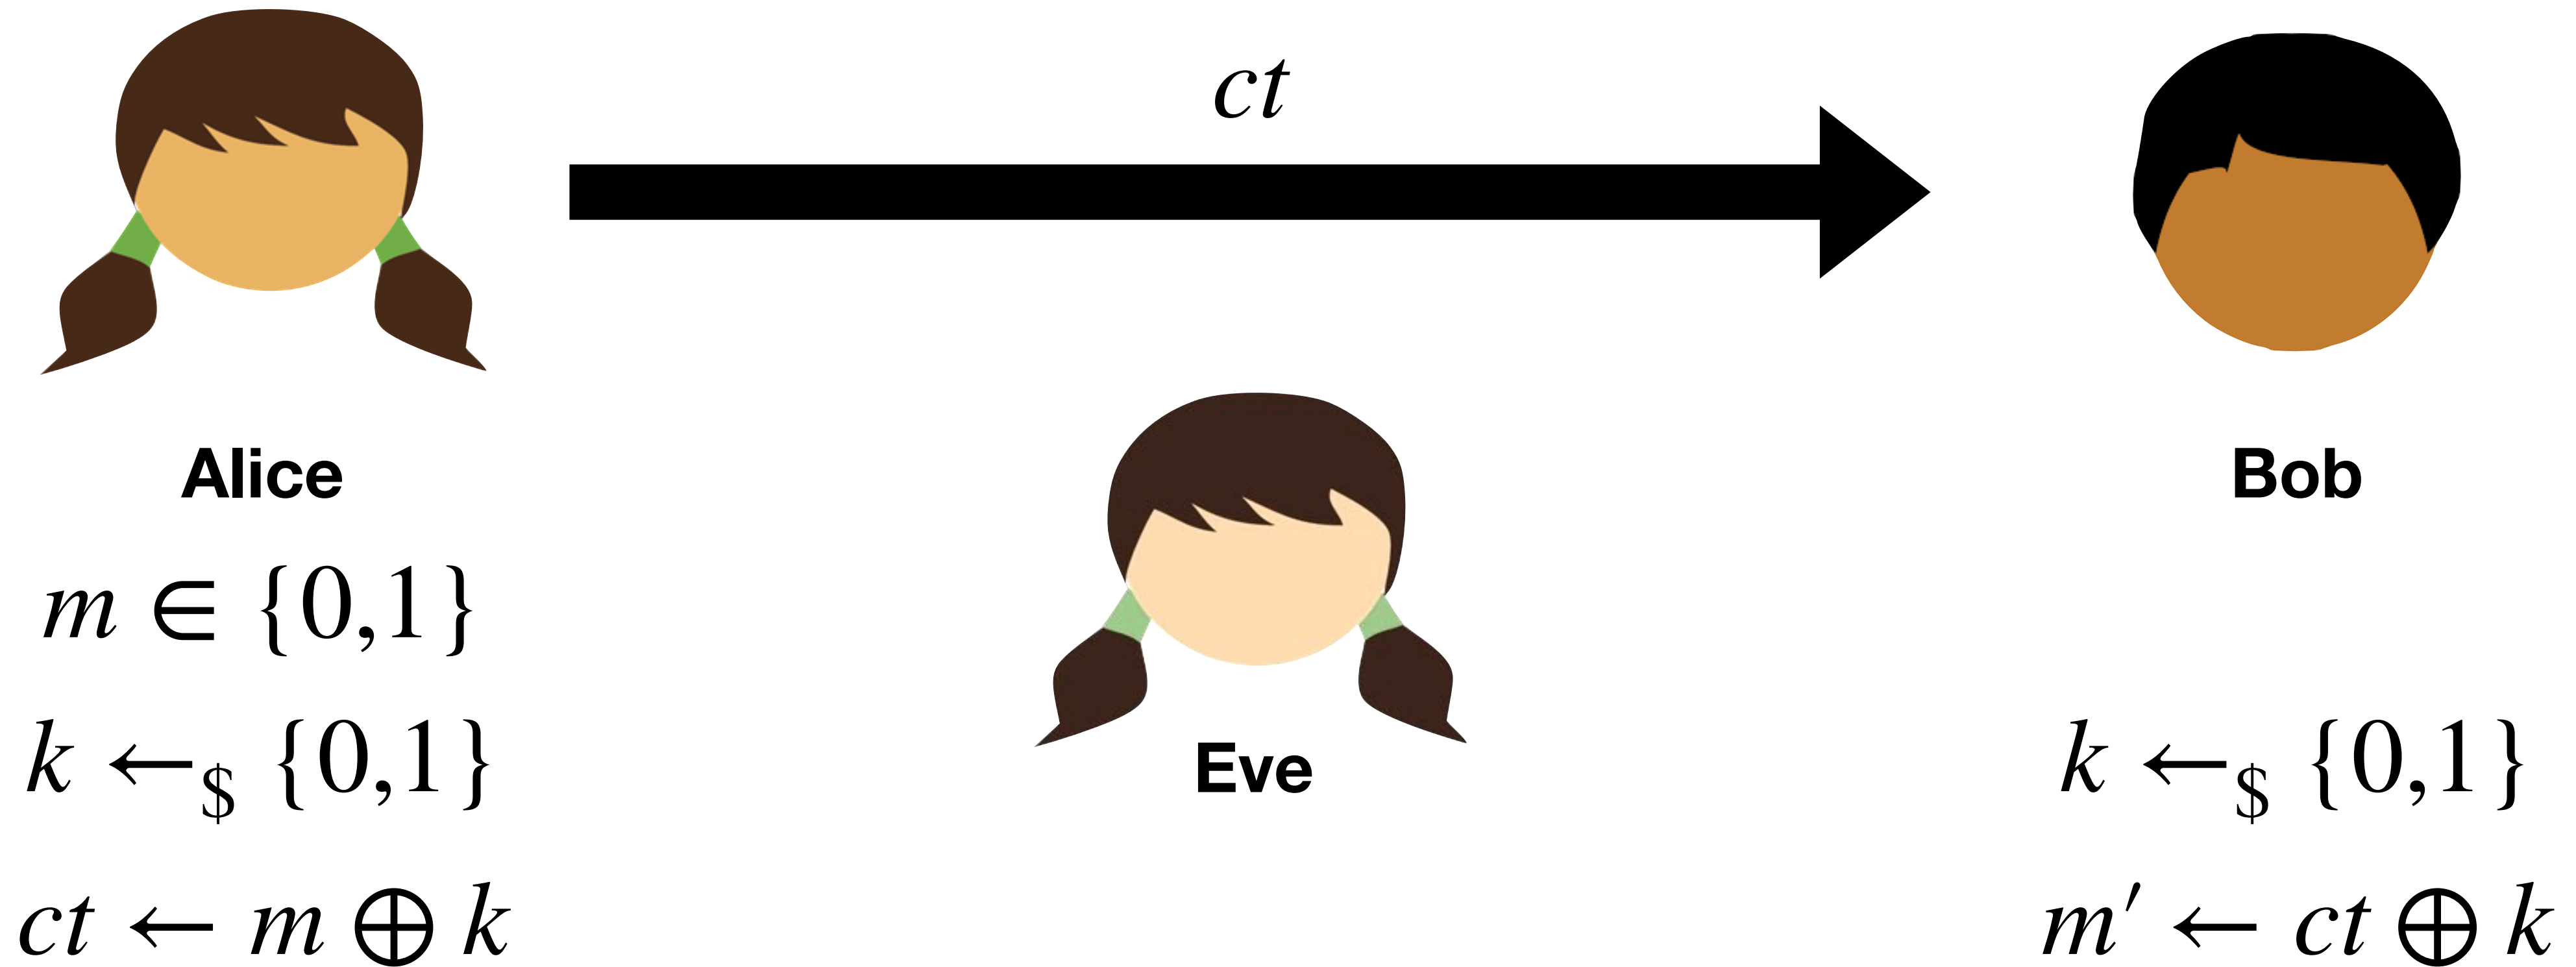 ct
Alice
Bob
Eve
m ∈ {0,1}
k ←$ {0,1}
k ←$ {0,1}
ct ← m ⊕ k
m′ ← ct ⊕ k